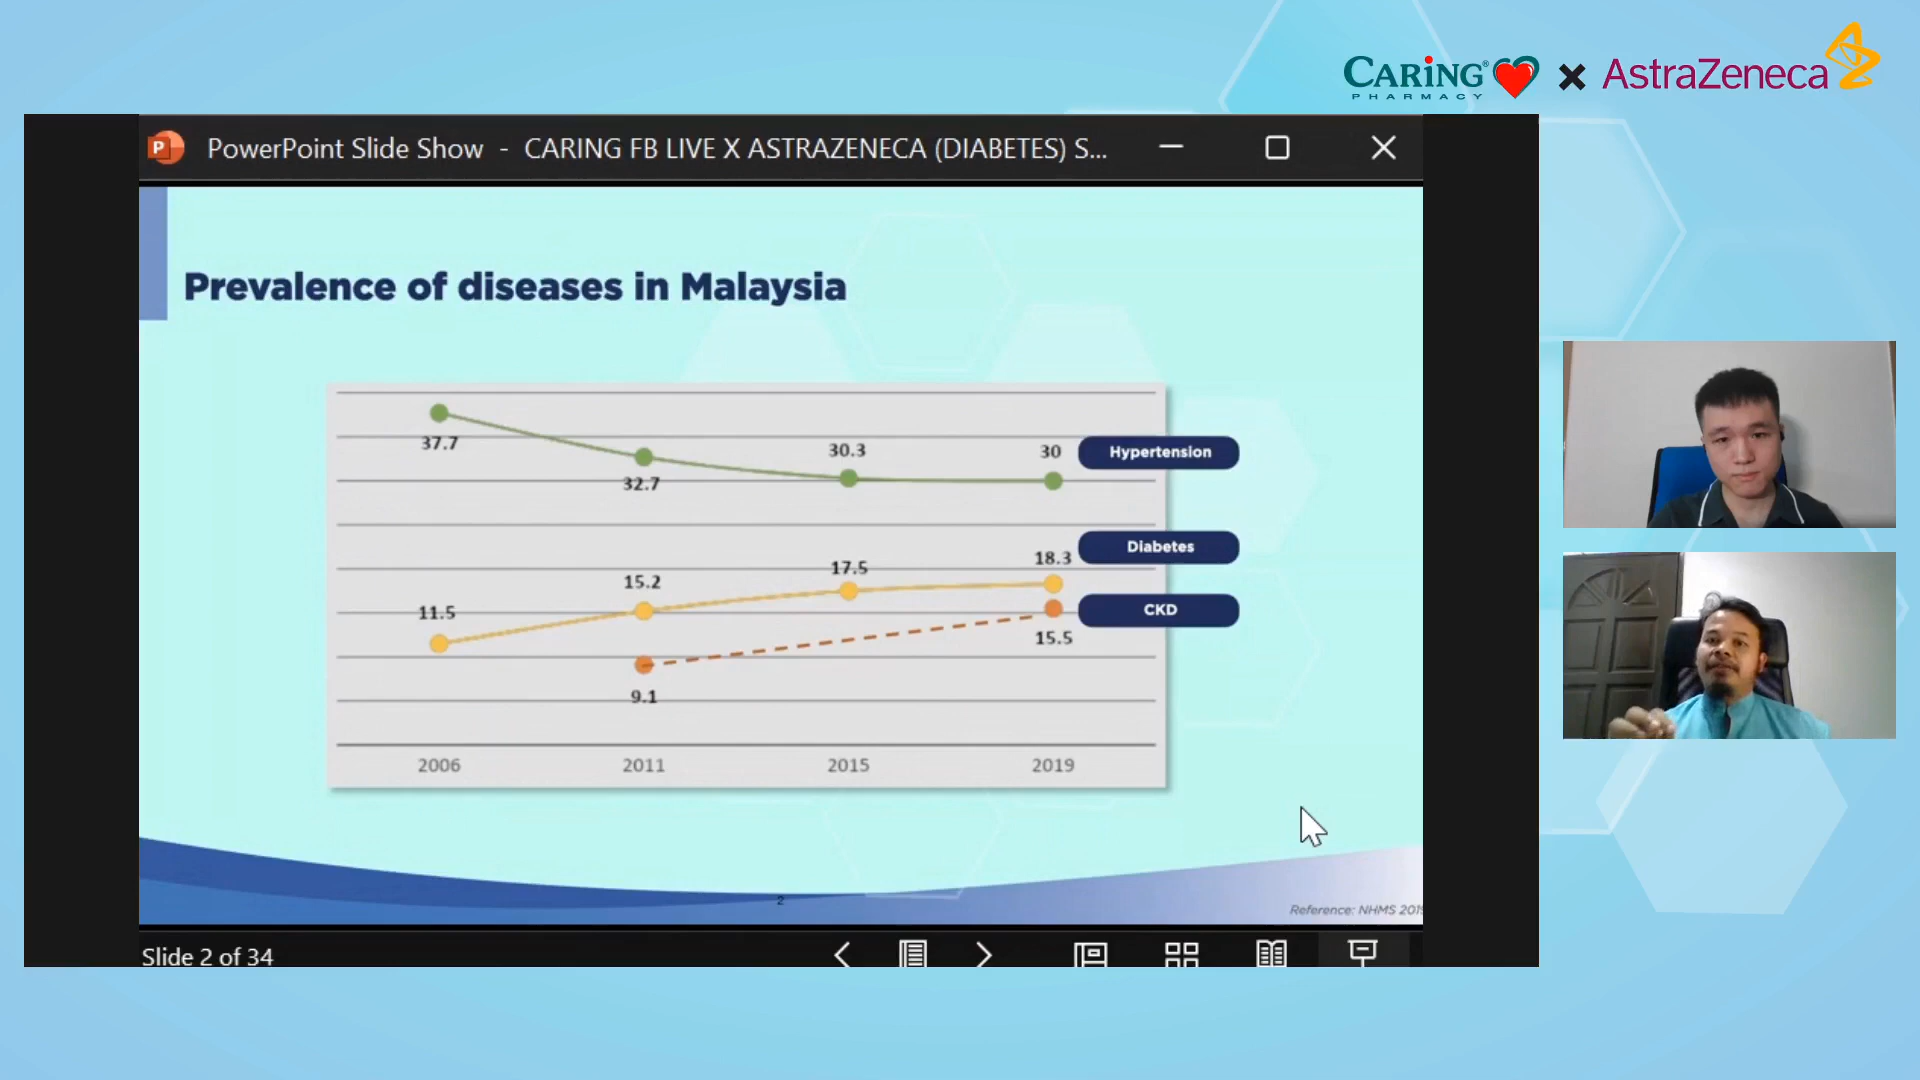 CARiNG® X AstraZeneca
PHARMACY
PowerPoint Slide Show - CARING FB LIVE X ASTRAZENECA (DIABETES) S...
Prevalence of diseases in Malaysia
37.7
32.7
30.3
30
Hypertension
11.5
15.2
17.5
18.3
Diabetes
9.1
15.5
CKD
2006 2011 2015 2019
2
Reference: NHMS 201
Slide 2 of 34